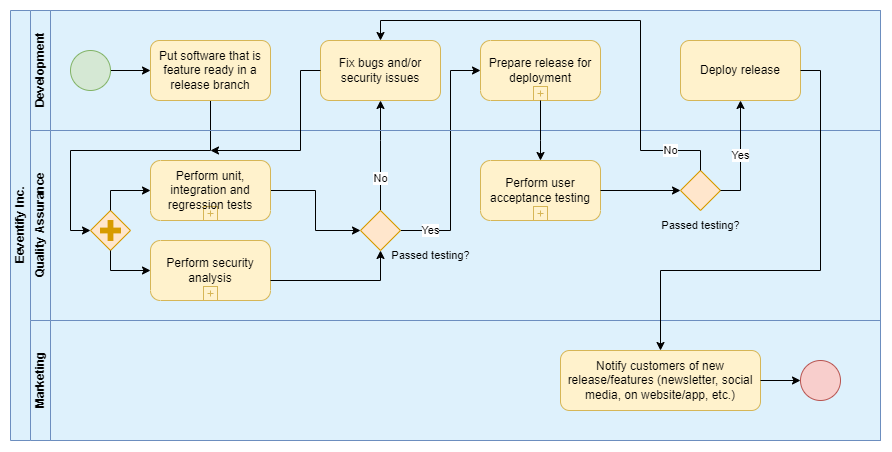 Eeventify Inc.
Development
Put software that is
feature ready in a
release branch
Fix bugs and/or
security issues
Prepare release for
deployment
Deploy release
Quality Assurance
Perform unit,
integration and
regression tests
Perform security
analysis
No
Yes
Passed testing?
Perform user
acceptance testing
No
Yes
Passed testing?
Marketing
Notify customers of new
release/features (newsletter, social
media, on website/app, etc.)